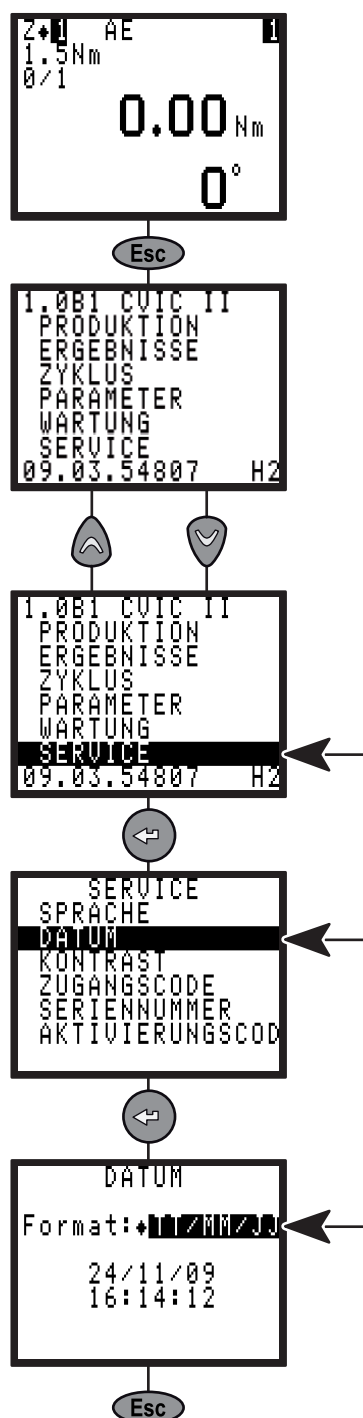 Z♦1 AE 1
1.5Nm
0/1
0.00 Nm
0°
Esc
1.0B1 CVIC II
PRODUKTION
ERGEBNISSE
ZYKLUS
PARAMETER
WARTUNG
SERVICE
09.03.54807 H2
1.0B1 CVIC II
PRODUKTION
ERGEBNISSE
ZYKLUS
PARAMETER
WARTUNG
SERVICE
09.03.54807 H2
SERVICE
SPRACHE
DATUM
KONTRAST
ZUGANGSCODE
SERIENNUMMER
AKTIVIERUNGSCOD
DATUM
Format:♦TT/MM/JJ
24/11/09
16:14:12
Esc